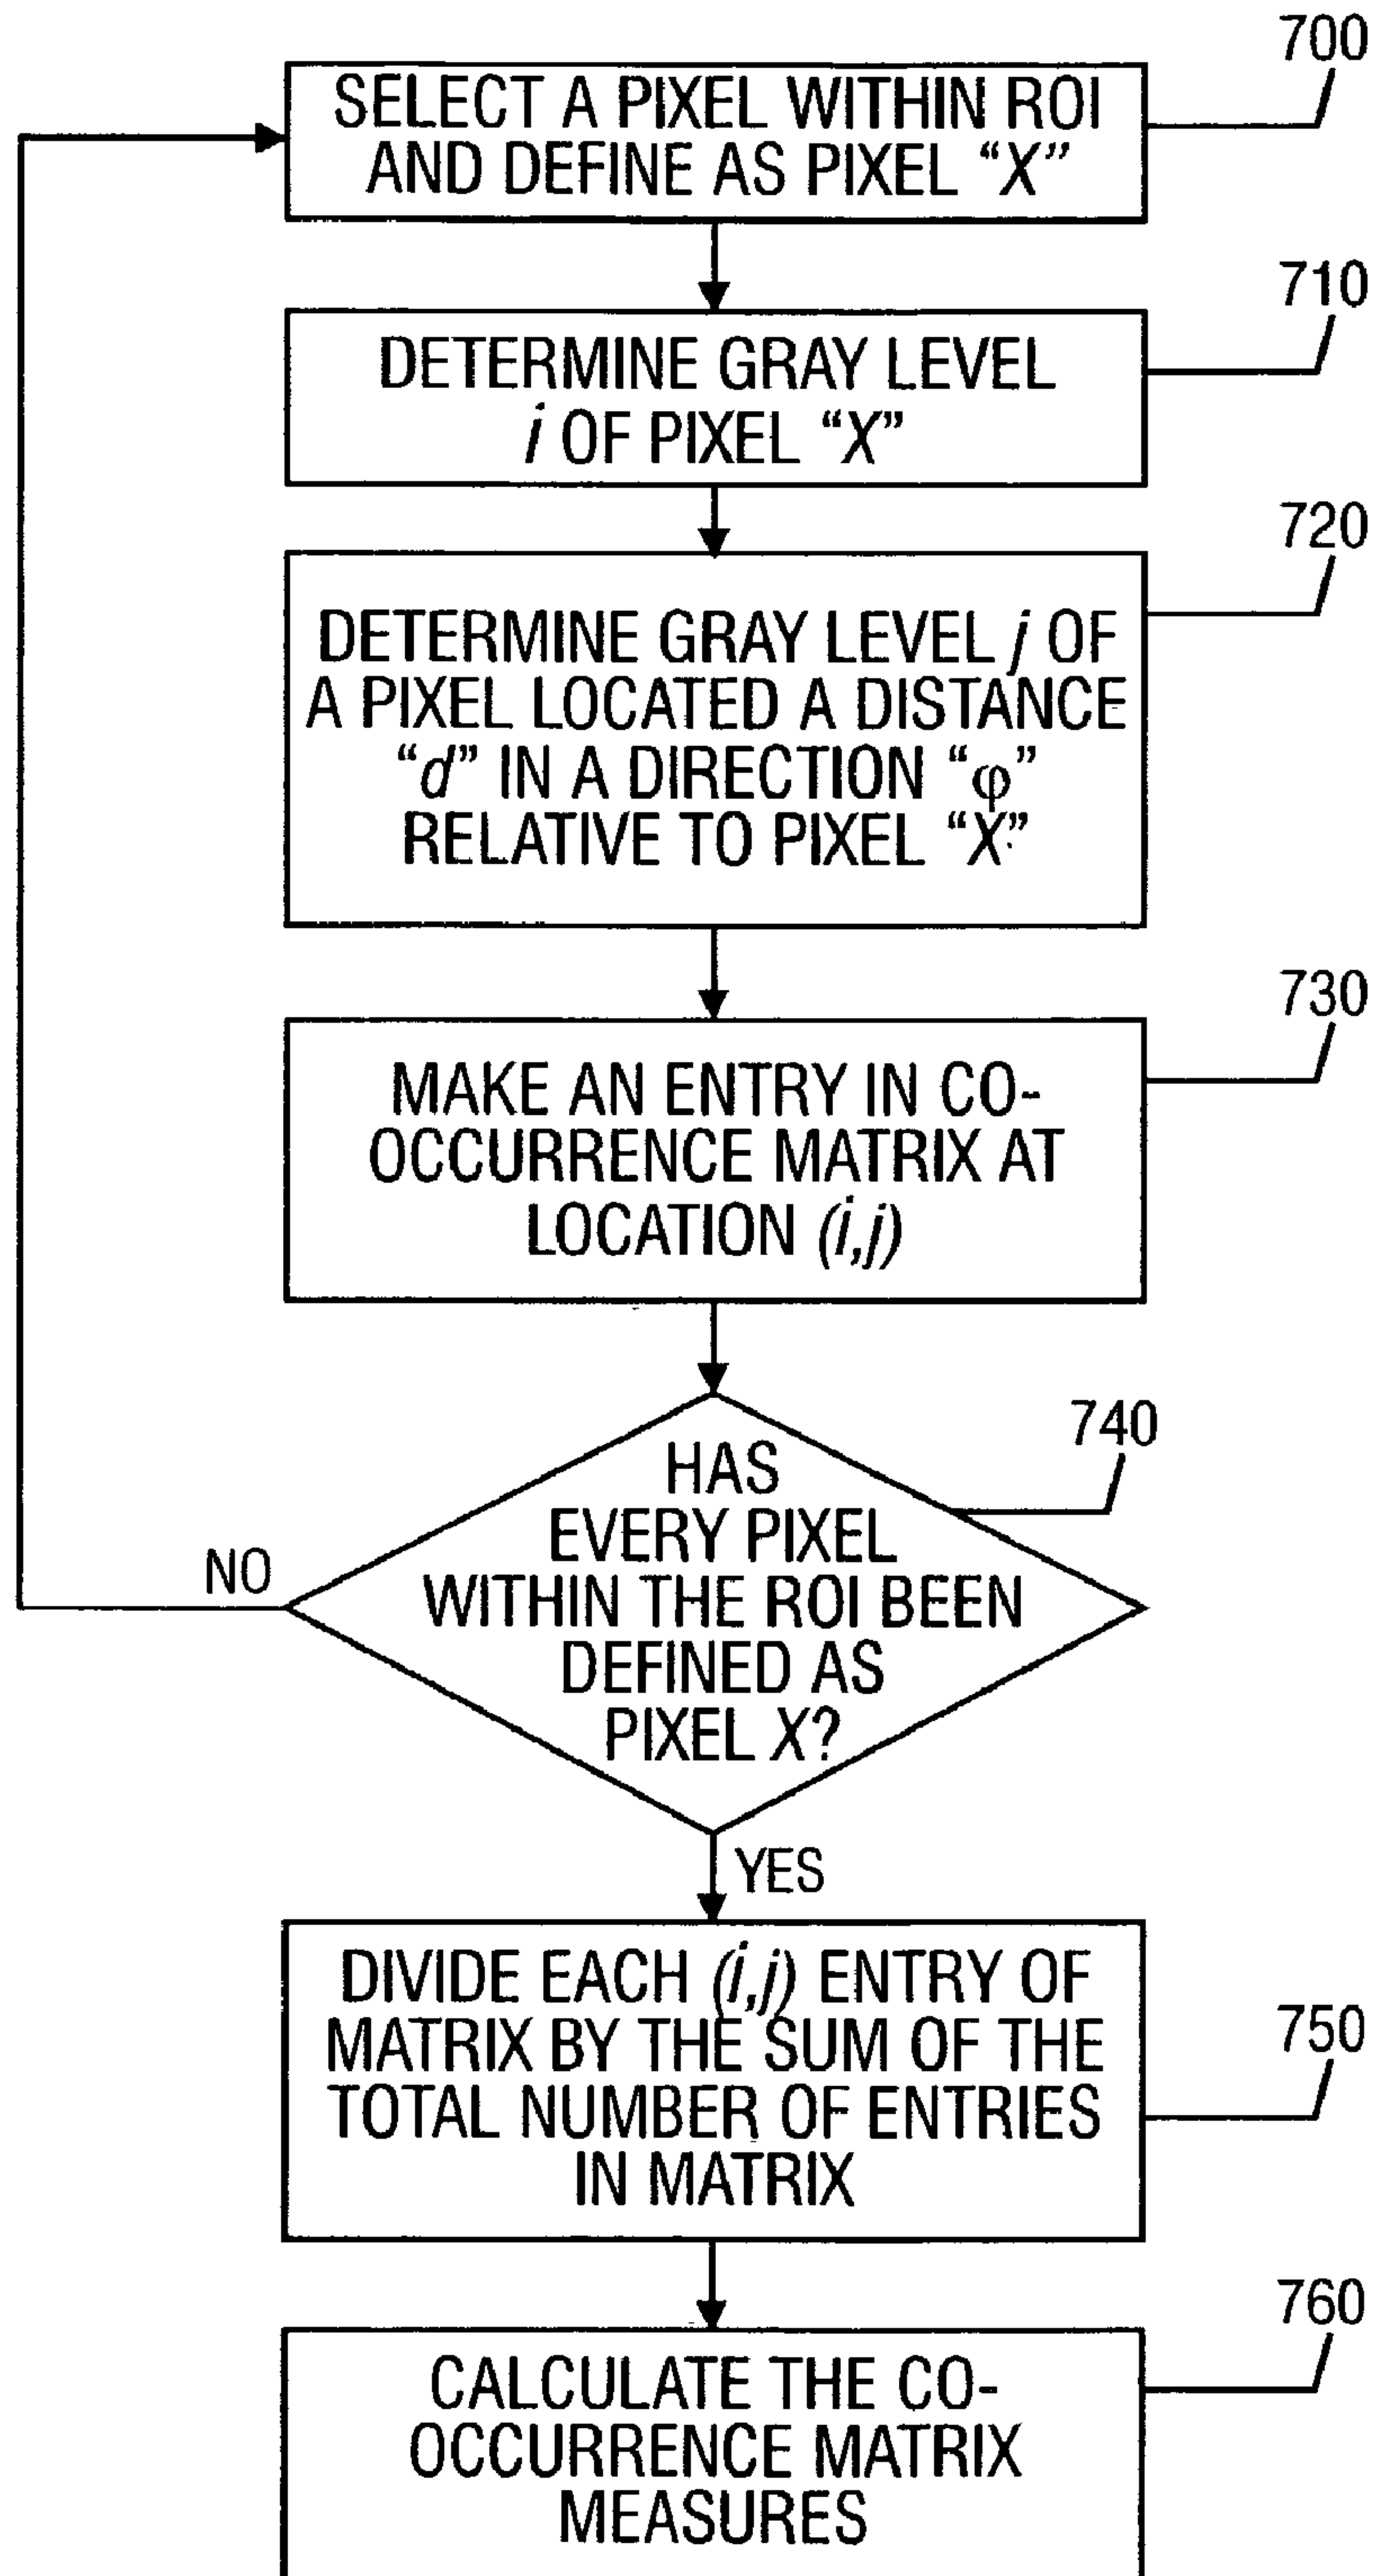 700
SELECT A PIXEL WITHIN ROI
AND DEFINE AS PIXEL “X”
710
DETERMINE GRAY LEVEL
i OF PIXEL “X”
720
DETERMINE GRAY LEVEL j OF
A PIXEL LOCATED A DISTANCE
“d” IN A DIRECTION “φ”
RELATIVE TO PIXEL “X”
730
MAKE AN ENTRY IN CO-
OCCURRENCE MATRIX AT
LOCATION (i,j)
740
HAS
EVERY PIXEL
WITHIN THE ROI BEEN
DEFINED AS
PIXEL X?
NO
YES
750
DIVIDE EACH (i,j) ENTRY OF
MATRIX BY THE SUM OF THE
TOTAL NUMBER OF ENTRIES
IN MATRIX
760
CALCULATE THE CO-
OCCURRENCE MATRIX
MEASURES